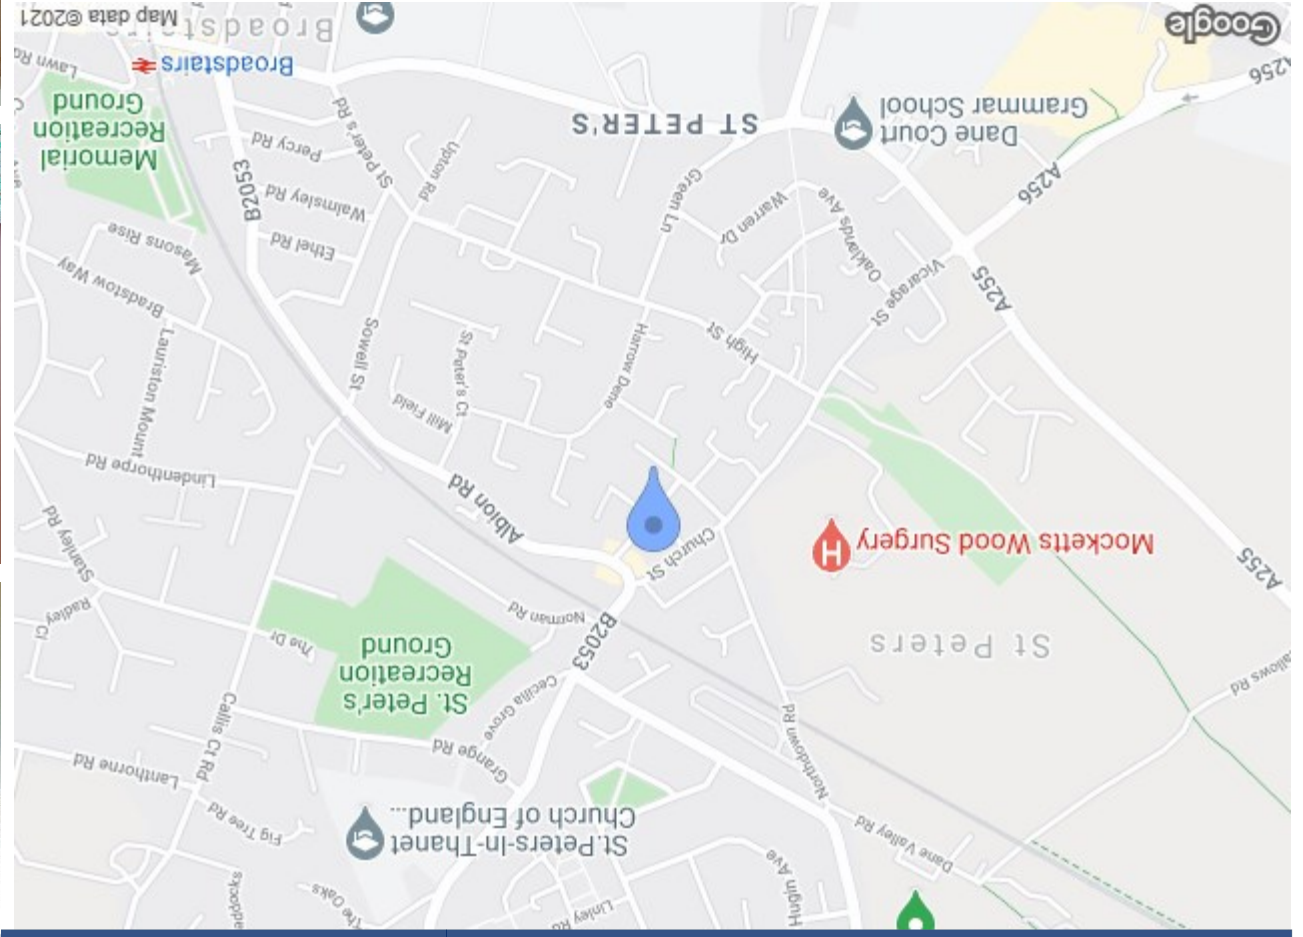 Linley Rd
The Oaks
Hugin Ave
Dane Valley Rd
St.Peters-In-Thanet
Church of England...
Fig Tree Rd
Lanthorne Rd
Grange Rd
Callis Ct Rd
Northdown Rd
Cecilia Grove
St. Peter's
Recreation
Ground
St Peters
B2053
The Dr
Radley Ct
Norman Rd
A255
Mocketts Wood Surgery
H
Church St
Stanley Rd
Albion Rd
Lindenthorpe Rd
Mill Field
St Peter's Ct
Harrow Dene
High St
Sowell St
Lauriston Mount
A255
Vicarage St
Bradstow Way
Masons Rise
Ethel Rd
Oaklands Ave
Warren Dr
Green Ln
Walmsley Rd
B2053
A256
Upton Rd
St Peter's Rd
Percy Rd
Memorial
Recreation
Ground
Dane Court
Grammar School
ST PETER'S
A256
Broadstairs
Lawn Rd
Google
Broadstairs
Map data ©2021